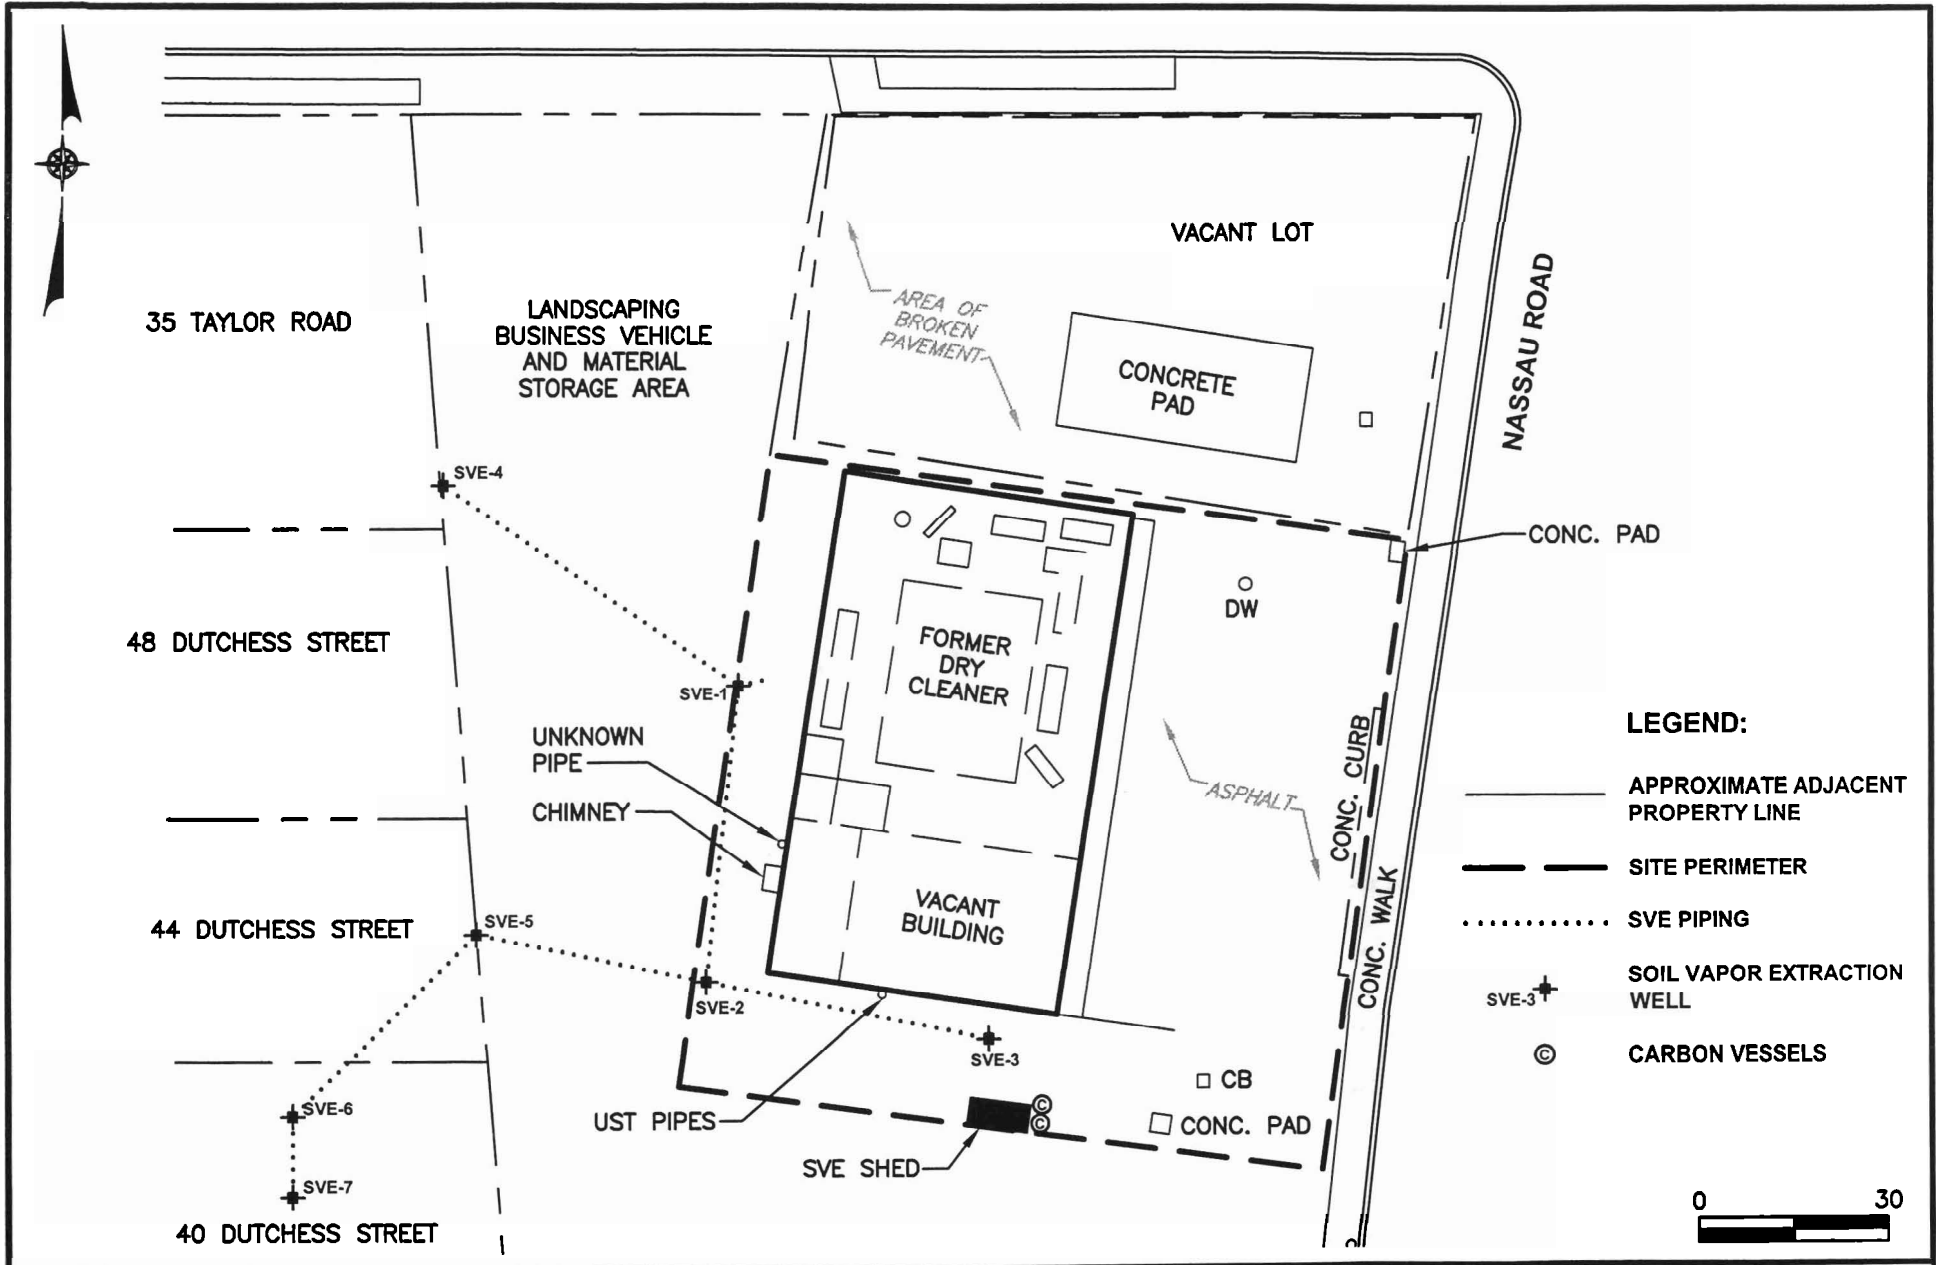 VACANT LOT
35 TAYLOR ROAD
LANDSCAPING
BUSINESS VEHICLE
AND MATERIAL
STORAGE AREA
AREA OF
BROKEN
PAVEMENT
CONCRETE
PAD
NASSAU ROAD
SVE-4
CONC. PAD
DW
48 DUTCHESS STREET
FORMER
DRY
CLEANER
SVE-1
UNKNOWN
PIPE
CHIMNEY
ASPHALT
CONC. CURB
CONC. WALK
44 DUTCHESS STREET
SVE-5
VACANT
BUILDING
SVE-2
SVE-3
UST PIPES
CB
CONC. PAD
C
C
SVE SHED
SVE-6
SVE-7
40 DUTCHESS STREET
LEGEND:
APPROXIMATE ADJACENT
PROPERTY LINE
SITE PERIMETER
SVE PIPING
SVE-3
SOIL VAPOR EXTRACTION
WELL
C
CARBON VESSELS
0 30